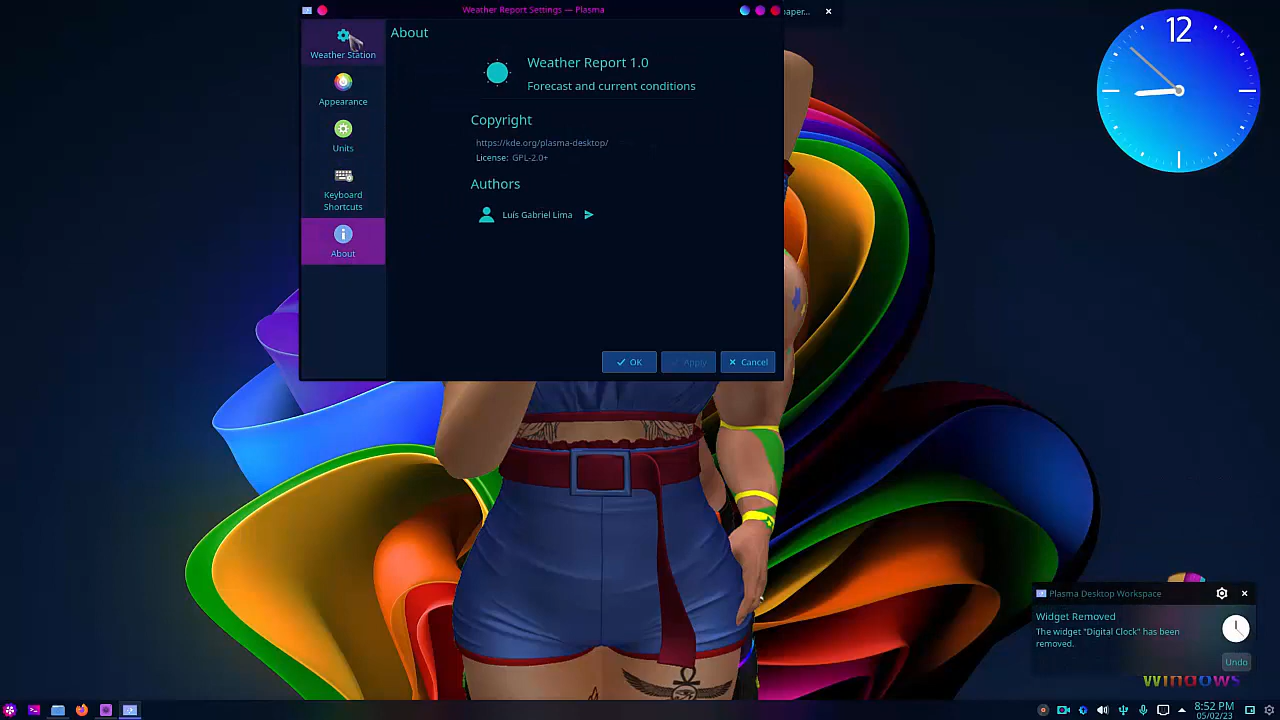 Weather Report Settings — Plasma
aper...
12
Weather Station
Appearance
Units
Keyboard
Shortcuts
About
About
Weather Report 1.0
Forecast and current conditions
Copyright
https://kde.org/plasma-desktop/
License: GPL-2.0+
Authors
Luís Gabriel Lima
OK
Apply
Cancel
Plasma Desktop Workspace
Widget Removed
The widget "Digital Clock" has been
removed.
Undo
Windows
8:52 PM
05/02/23